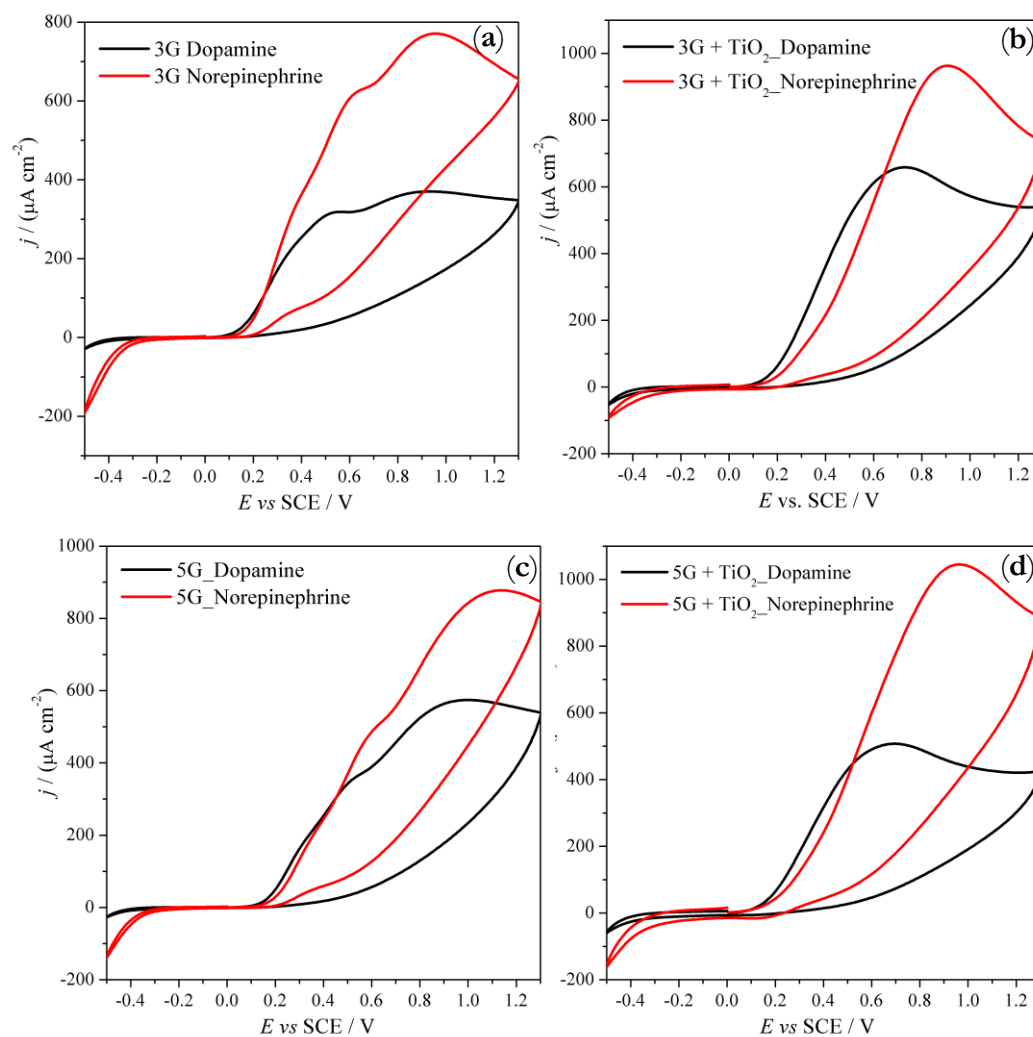 (a)
3G Dopamine
3G Norepinephrine
800
600
400
200
0
-200
j / (μA cm⁻²)
-0.4 -0.2 0.0 0.2 0.4 0.6 0.8 1.0 1.2
E vs SCE / V
(b)
3G + TiO₂_Dopamine
3G + TiO₂_Norepinephrine
1000
800
600
400
200
0
-200
j / (μA cm⁻²)
-0.4 -0.2 0.0 0.2 0.4 0.6 0.8 1.0 1.2
E vs. SCE / V
(c)
5G_Dopamine
5G_Norepinephrine
1000
800
600
400
200
0
-200
j / (μA cm⁻²)
-0.4 -0.2 0.0 0.2 0.4 0.6 0.8 1.0 1.2
E vs SCE / V
(d)
5G + TiO₂_Dopamine
5G + TiO₂_Norepinephrine
1000
800
600
400
200
0
-200
-0.4 -0.2 0.0 0.2 0.4 0.6 0.8 1.0 1.2
E vs SCE / V